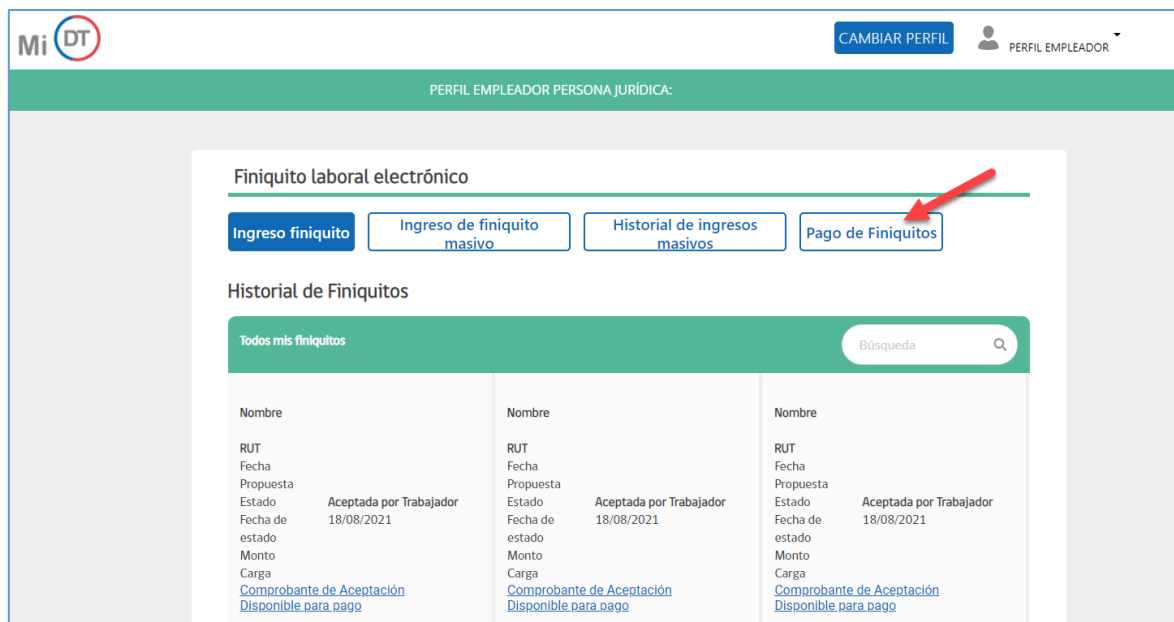 Mi DT
CAMBIAR PERFIL
PERFIL EMPLEADOR
PERFIL EMPLEADOR PERSONA JURÍDICA:
Finiquito laboral electrónico
Ingreso finiquito
Ingreso de finiquito
masivo
Historial de ingresos
masivos
Pago de Finiquitos
Historial de Finiquitos
Todos mis finiquitos
Búsqueda
Nombre
RUT
Fecha
Propuesta
Estado Aceptada por Trabajador
Fecha de 18/08/2021
estado
Monto
Carga
Comprobante de Aceptación
Disponible para pago
Nombre
RUT
Fecha
Propuesta
Estado Aceptada por Trabajador
Fecha de 18/08/2021
estado
Monto
Carga
Comprobante de Aceptación
Disponible para pago
Nombre
RUT
Fecha
Propuesta
Estado Aceptada por Trabajador
Fecha de 18/08/2021
estado
Monto
Carga
Comprobante de Aceptación
Disponible para pago